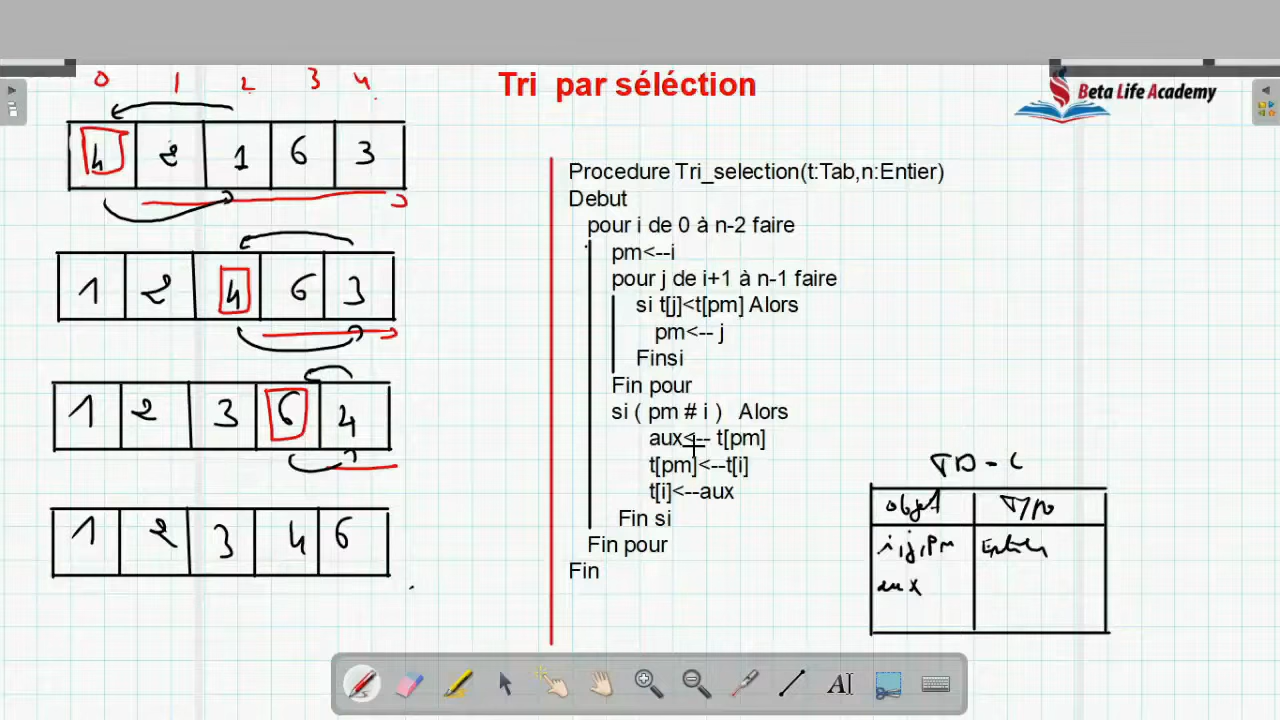 Tri par séléction
Beta Life Academy
0 1 2 3 4
4 2 1 6 3
1 2 4 6 3
1 2 3 6 4
1 2 3 4 6
Procedure Tri_selection(t:Tab,n:Entier)
Debut
pour i de 0 à n-2 faire
pm<--i
pour j de i+1 à n-1 faire
si t[j]<t[pm] Alors
pm<-- j
Finsi
Fin pour
si ( pm # i ) Alors
aux<-- t[pm]
t[pm]<--t[i]
t[i]<--aux
Fin si
Fin pour
Fin
objet
i,j,Pm Entier
aux
AI